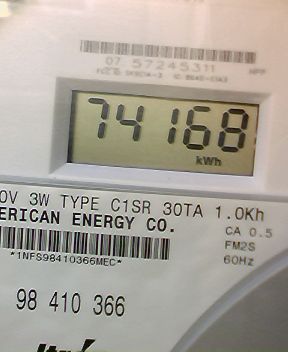 07 57245311
74168
kWh
0V 3W TYPE C1SR 30TA 1.0Kh
ERICAN ENERGY CO.
CA 0.5
FM2S
60Hz
*1NFS98410366MEC*
98 410 366